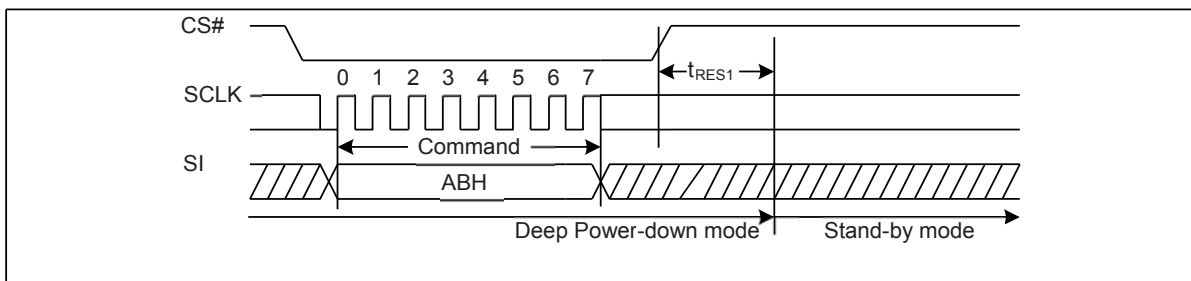 CS#
tRES1
0 1 2 3 4 5 6 7
SCLK
Command
SI
ABH
Deep Power-down mode Stand-by mode